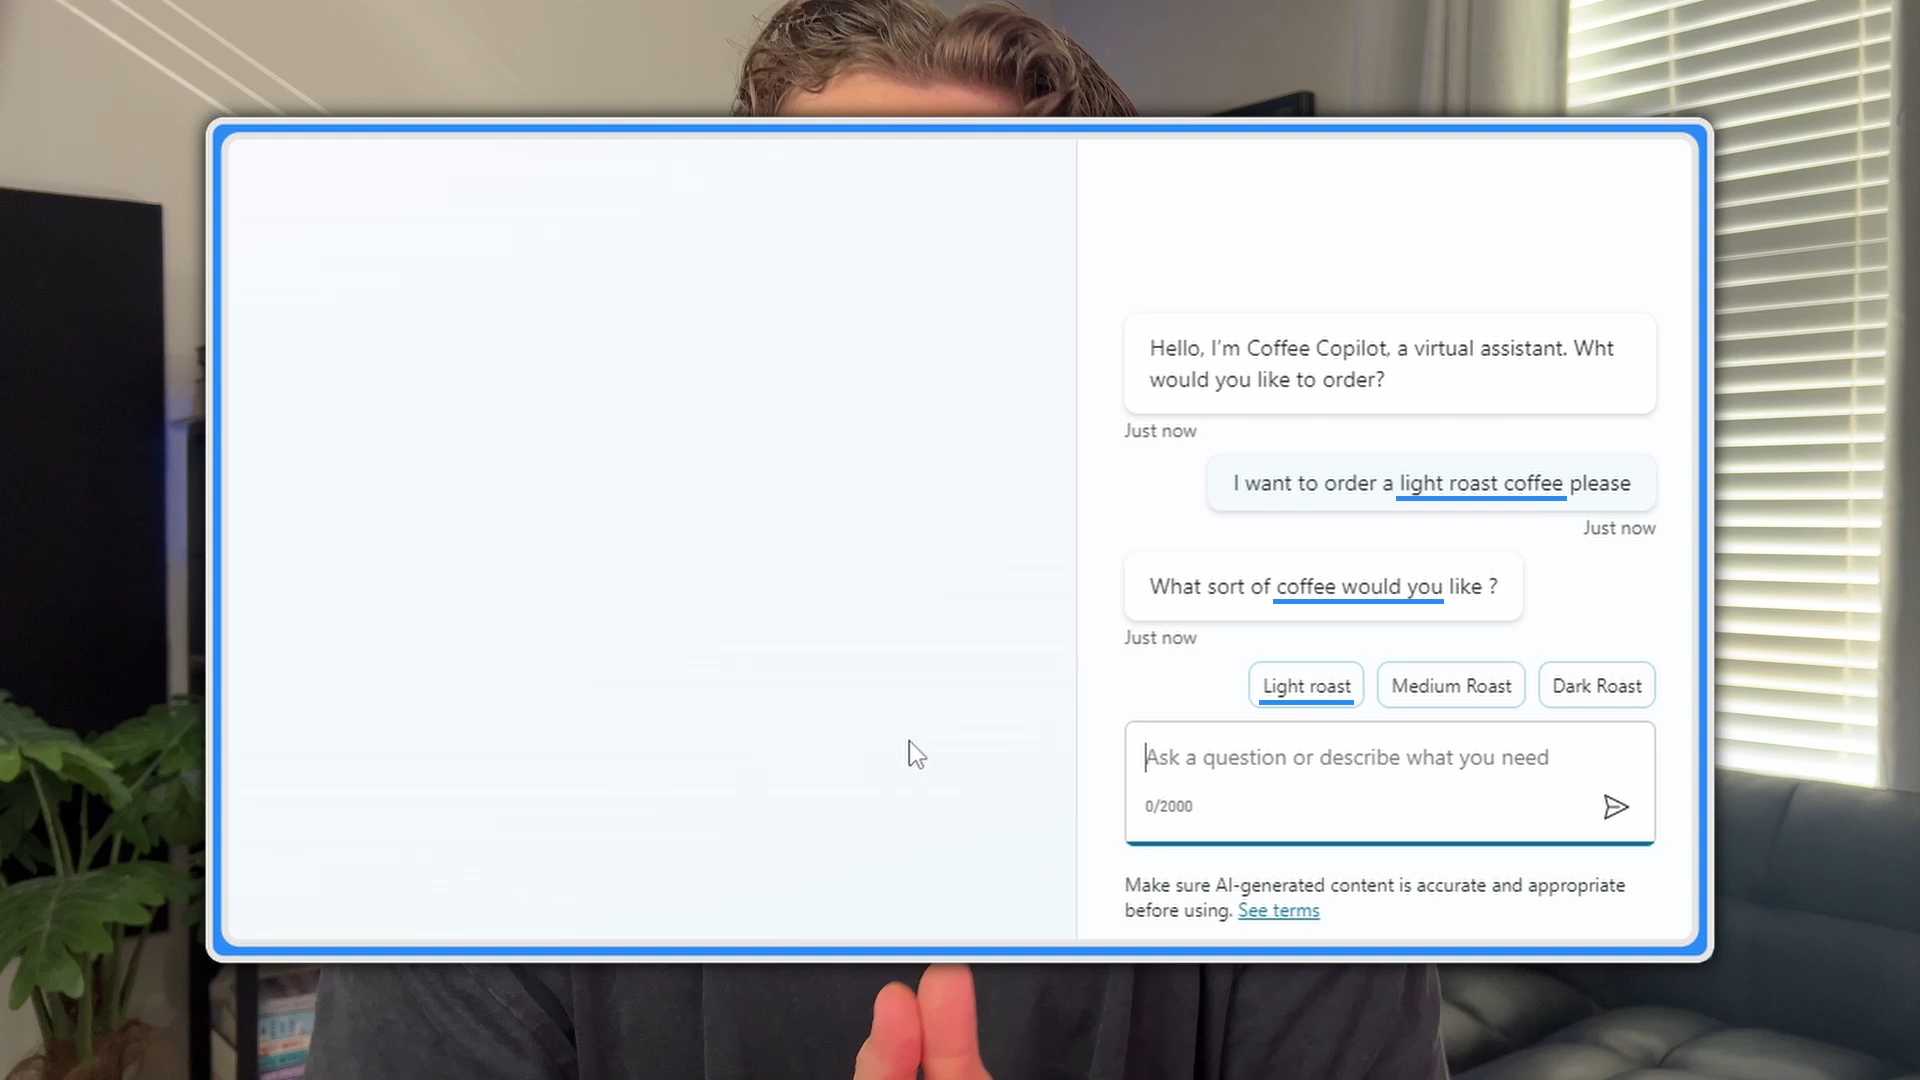 Hello, I'm Coffee Copilot, a virtual assistant. Wht
would you like to order?
Just now
I want to order a light roast coffee please
Just now
What sort of coffee would you like ?
Just now
Light roast
Medium Roast
Dark Roast
Ask a question or describe what you need
0/2000
Make sure AI-generated content is accurate and appropriate
before using. See terms